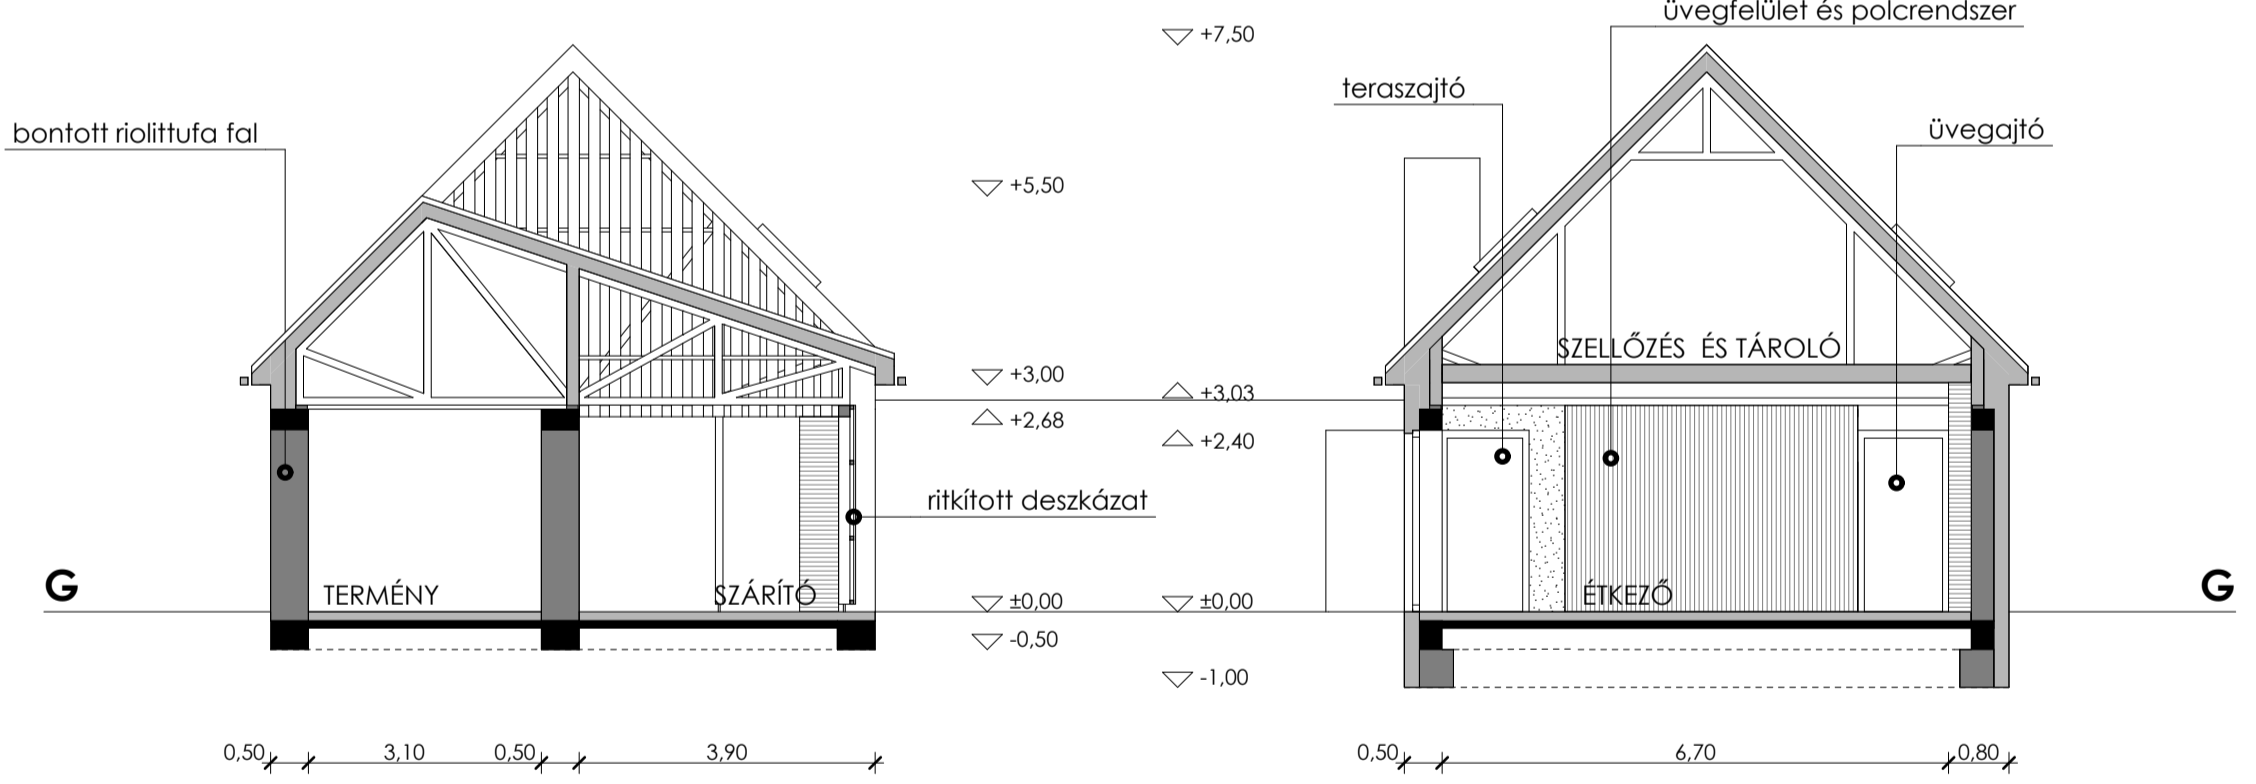 üvegfelület és polcrendszer
+7,50
teraszajtó
bontott riolittufa fal
üvegajtó
+5,50
SZELLŐZÉS ÉS TÁROLÓ
+3,00
+3,03
+2,68
+2,40
ritkított deszkázat
G
TERMÉNY
SZÁRÍTÓ
±0,00
±0,00
ÉTKEZŐ
G
-0,50
-1,00
0,50
3,10
0,50
3,90
0,50
6,70
0,80